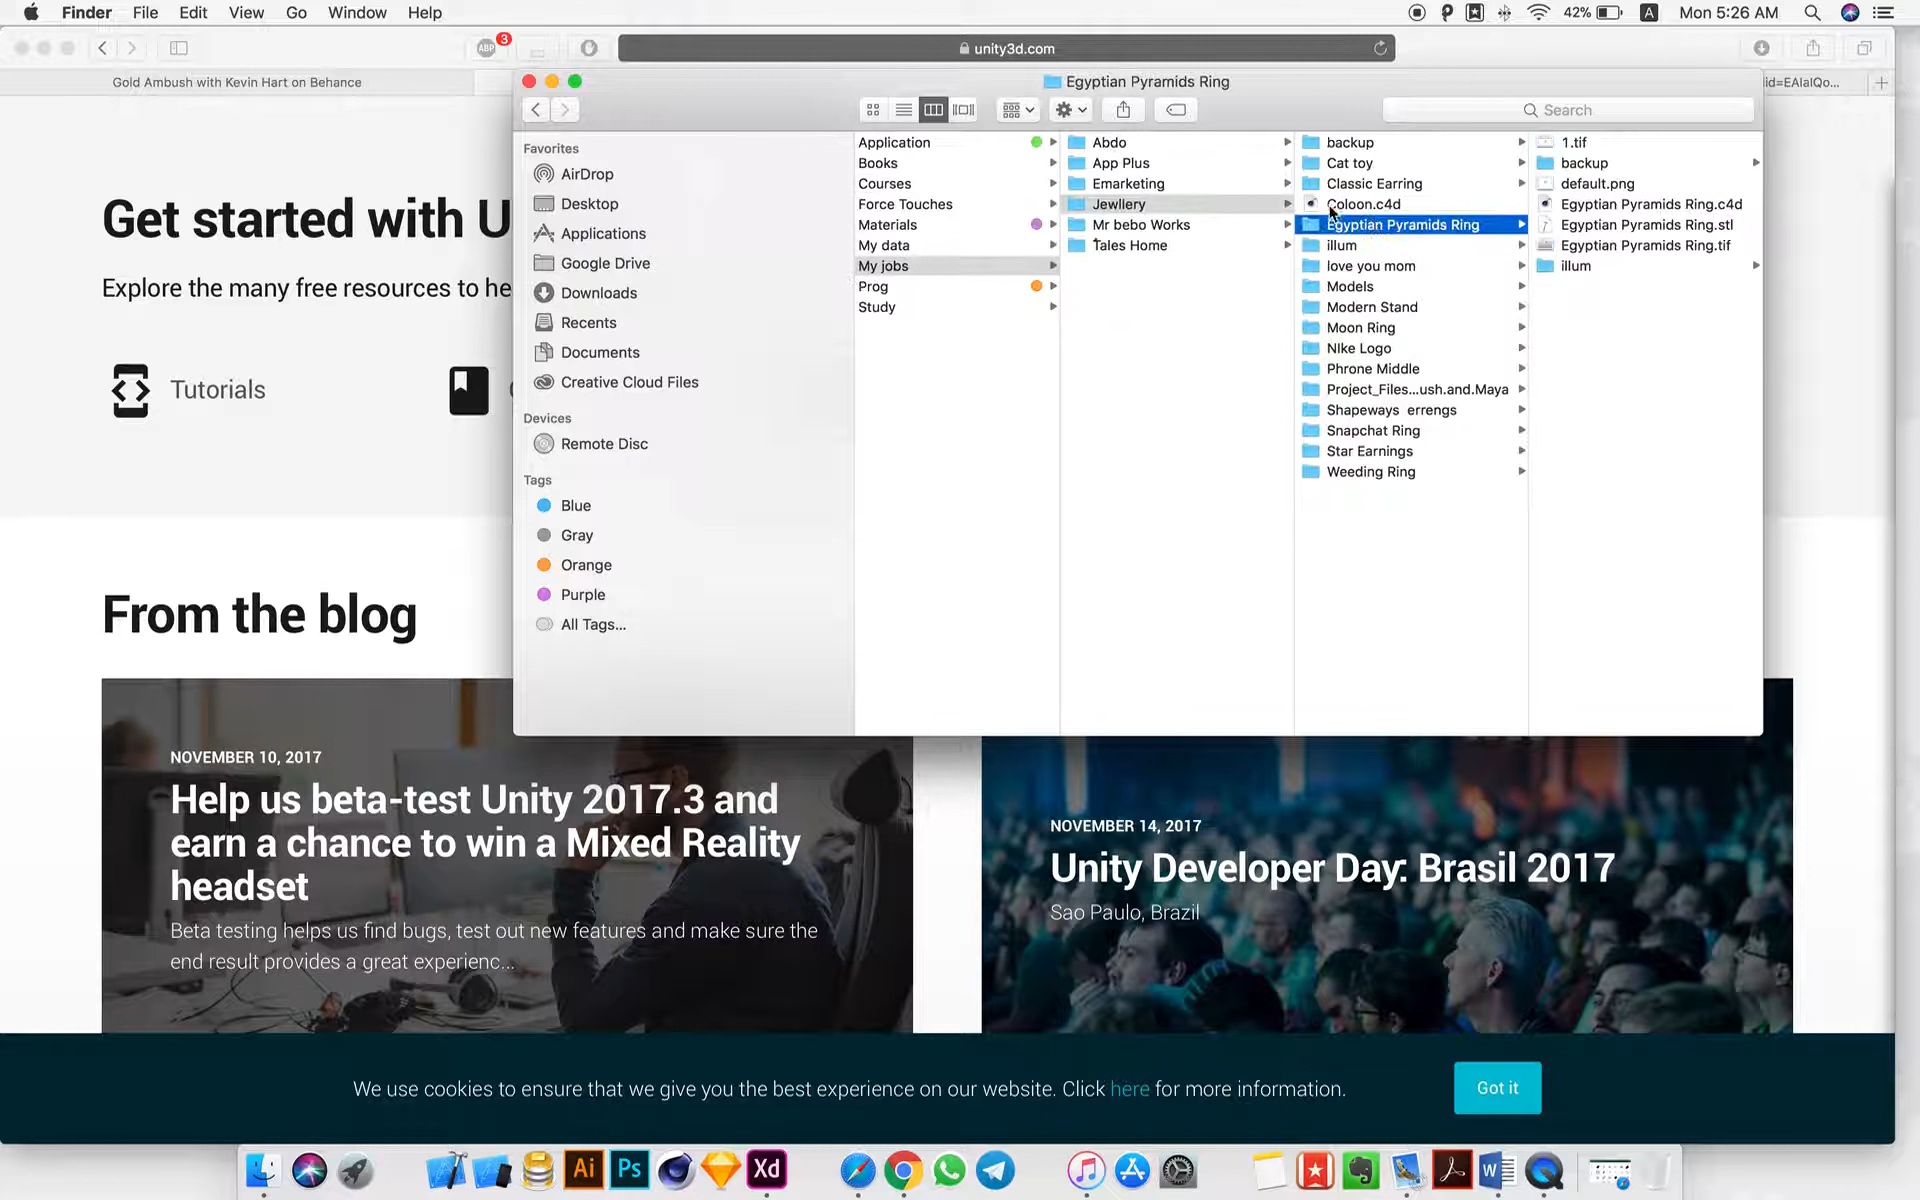 Finder File Edit View Go Window Help
42% A Mon 5:26 AM
ABP 3
unity3d.com
Gold Ambush with Kevin Hart on Behance
iid=EAIaIQo...
Egyptian Pyramids Ring
Search
Favorites
AirDrop
Desktop
Applications
Google Drive
Downloads
Recents
Documents
Creative Cloud Files
Devices
Remote Disc
Tags
Blue
Gray
Orange
Purple
All Tags...
Application
Books
Courses
Force Touches
Materials
My data
My jobs
Prog
Study
Abdo
App Plus
Emarketing
Jewllery
Mr bebo Works
Tales Home
backup
Cat toy
Classic Earring
Coloon.c4d
Egyptian Pyramids Ring
illum
love you mom
Models
Modern Stand
Moon Ring
NIke Logo
Phrone Middle
Project_Files...ush.and.Maya
Shapeways errengs
Snapchat Ring
Star Earnings
Weeding Ring
1.tif
backup
default.png
Egyptian Pyramids Ring.c4d
Egyptian Pyramids Ring.stl
Egyptian Pyramids Ring.tif
illum
Get started with U
Explore the many free resources to he
Tutorials
From the blog
NOVEMBER 10, 2017
Help us beta-test Unity 2017.3 and
earn a chance to win a Mixed Reality
headset
Beta testing helps us find bugs, test out new features and make sure the
end result provides a great experienc...
NOVEMBER 14, 2017
Unity Developer Day: Brasil 2017
Sao Paulo, Brazil
We use cookies to ensure that we give you the best experience on our website. Click here for more information.
Got it
Ai Ps Xd W